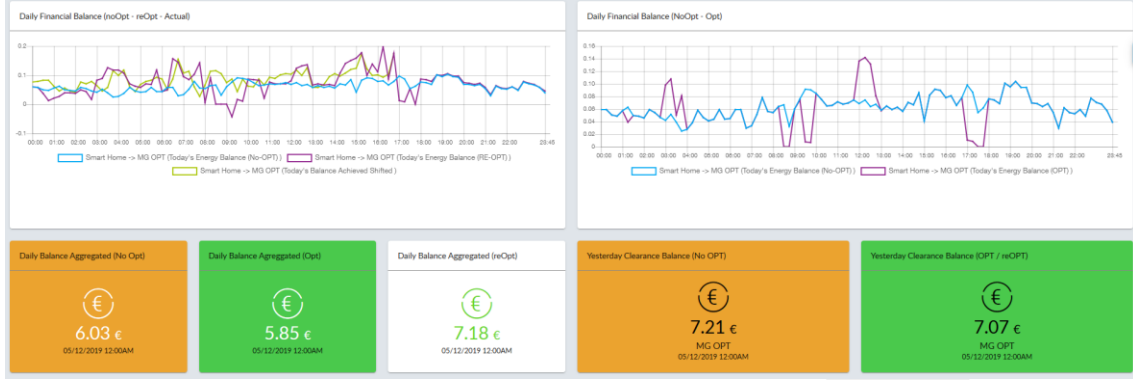 Daily Financial Balance (noOpt - reOpt - Actual)
0.2
0.1
0
-0.1
00:00 01:00 02:00 03:00 04:00 05:00 06:00 07:00 08:00 09:00 10:00 11:00 12:00 13:00 14:00 15:00 16:00 17:00 18:00 19:00 20:00 21:00 22:00 23:45
Smart Home -> MG OPT (Today's Energy Balance (No-OPT) ) Smart Home -> MG OPT (Today's Energy Balance (RE-OPT) )
Smart Home -> MG OPT (Today's Balance Achieved Shifted )
Daily Financial Balance (NoOpt - Opt)
0.16
0.14
0.12
0.10
0.08
0.06
0.04
0.02
0
00:00 01:00 02:00 03:00 04:00 05:00 06:00 07:00 08:00 09:00 10:00 11:00 12:00 13:00 14:00 15:00 16:00 17:00 18:00 19:00 20:00 21:00 22:00 23:45
Smart Home -> MG OPT (Today's Energy Balance (No-OPT) ) Smart Home -> MG OPT (Today's Energy Balance (OPT) )
Daily Balance Aggregated (No Opt)
€
6.03 €
05/12/2019 12:00AM
Daily Balance Agreggated (Opt)
€
5.85 €
05/12/2019 12:00AM
Daily Balance Aggregated (reOpt)
€
7.18 €
05/12/2019 12:00AM
Yesterday Clearance Balance (No OPT)
€
7.21 €
MG OPT
05/12/2019 12:00AM
Yesterday Clearance Balance (OPT / reOPT)
€
7.07 €
MG OPT
05/12/2019 12:00AM